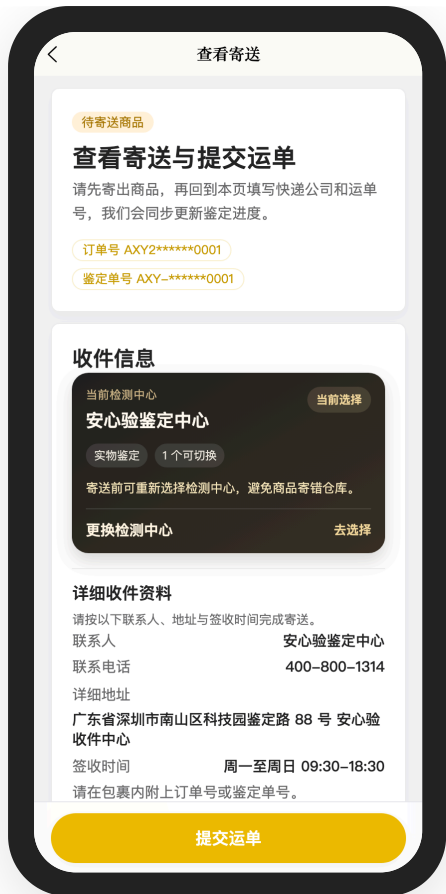 查看寄送
待寄送商品
查看寄送与提交运单
请先寄出商品，再回到本页填写快递公司和运单
号，我们会同步更新鉴定进度。
订单号 AXY2******0001
鉴定单号 AXY-******0001
收件信息
当前检测中心
当前选择
安心验鉴定中心
实物鉴定
1 个可切换
寄送前可重新选择检测中心，避免商品寄错仓库。
更换检测中心
去选择
详细收件资料
请按以下联系人、地址与签收时间完成寄送。
联系人
安心验鉴定中心
联系电话
400-800-1314
详细地址
广东省深圳市南山区科技园鉴定路 88 号 安心验
收件中心
签收时间
周一至周日 09:30-18:30
请在包裹内附上订单号或鉴定单号。
提交运单